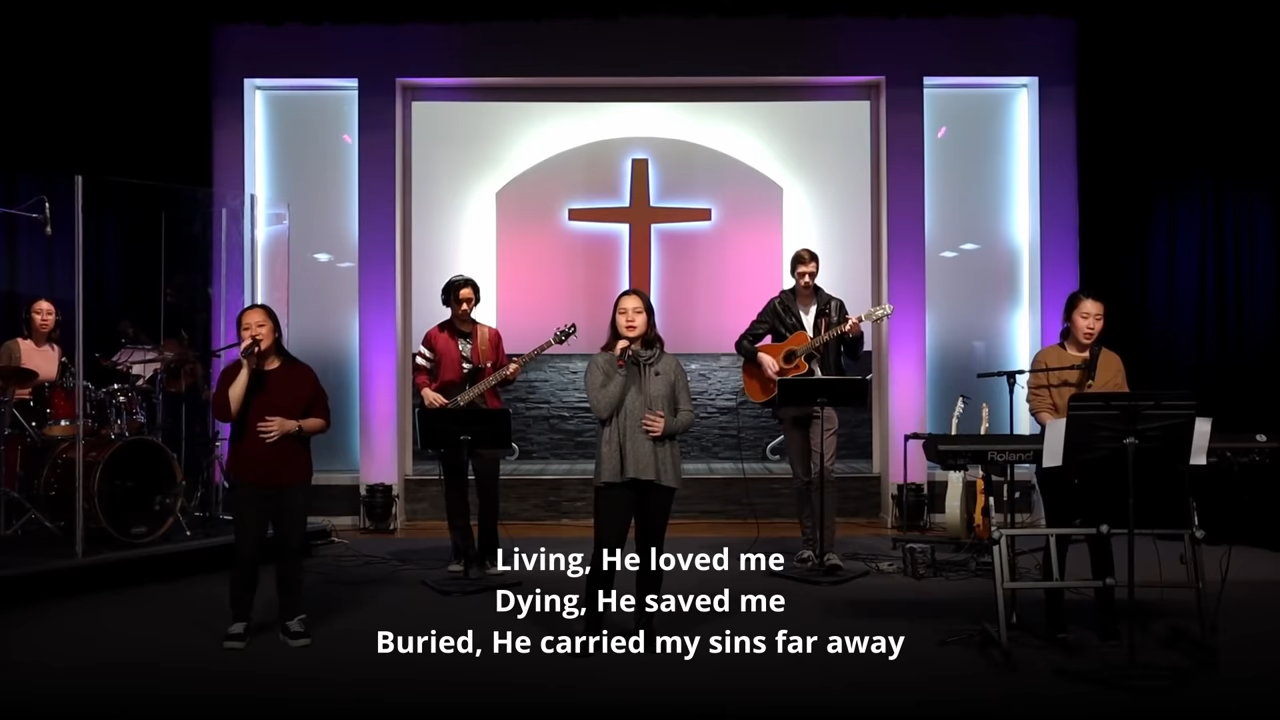 Roland
Living, He loved me
Dying, He saved me
Buried, He carried my sins far away